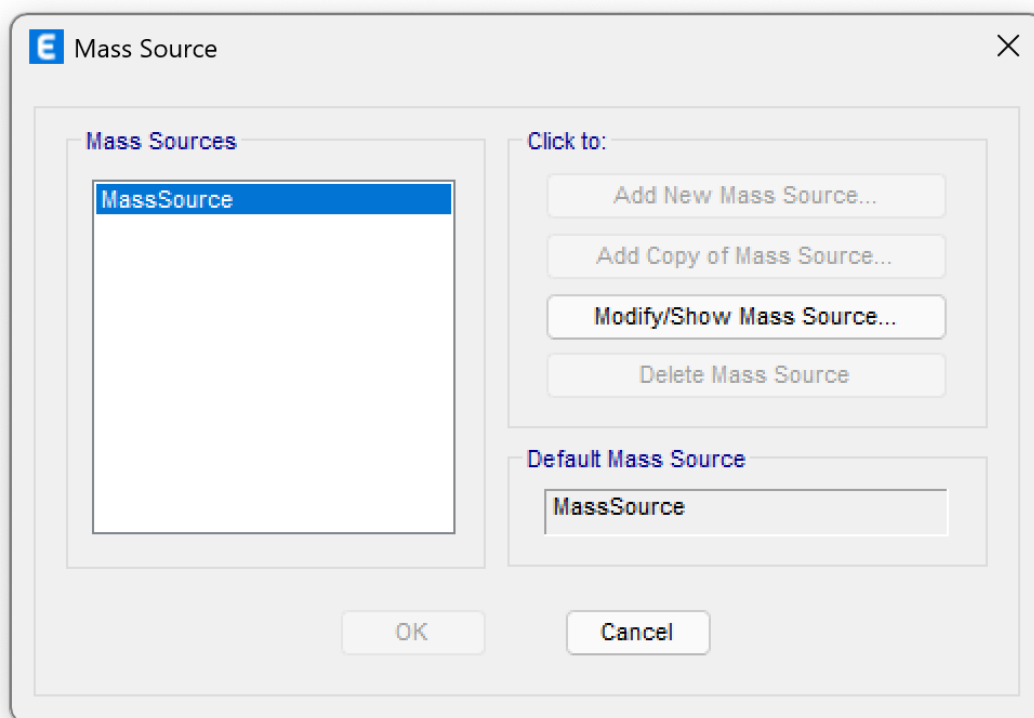 E Mass Source
Mass Sources
MassSource
Click to:
Add New Mass Source...
Add Copy of Mass Source...
Modify/Show Mass Source...
Delete Mass Source
Default Mass Source
MassSource
OK
Cancel